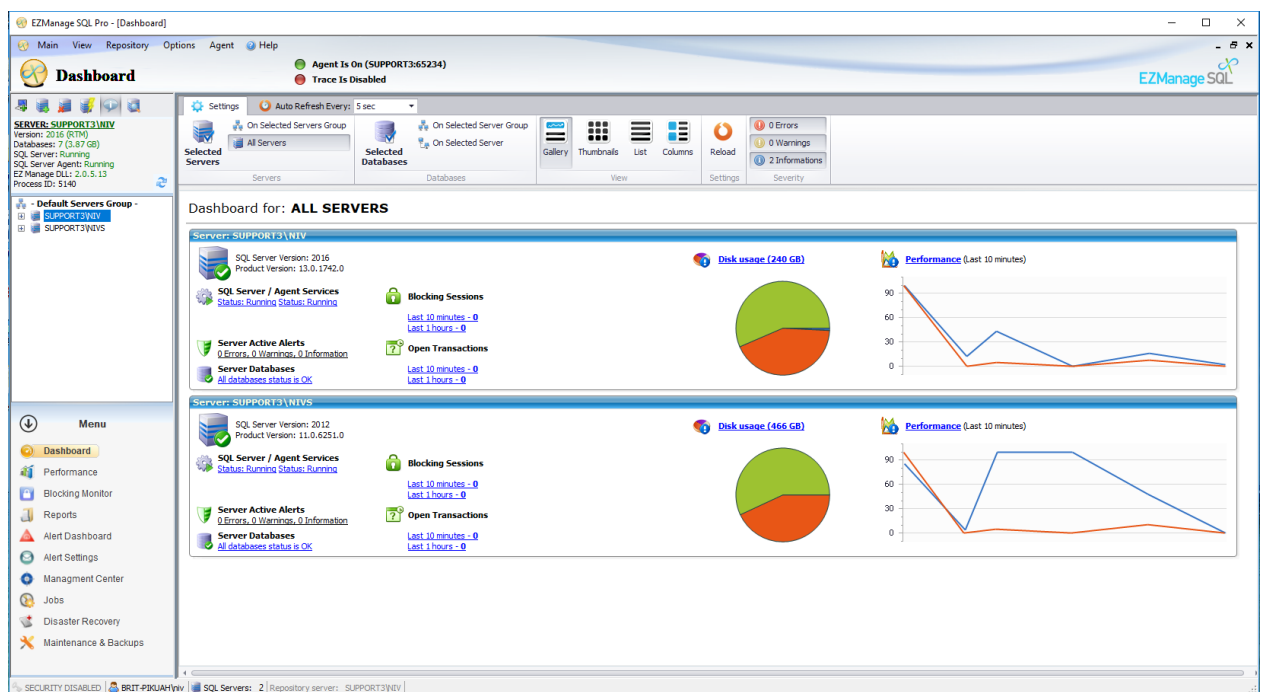 EZManage SQL Pro - [Dashboard]
Main View Repository Options Agent Help
Dashboard
Agent Is On (SUPPORT3:65234)
Trace Is Disabled
EZManage SQL
SERVER: SUPPORT3\NIV
Version: 2016 (RTM)
Databases: 7 (3.87 GB)
SQL Server: Running
SQL Server Agent: Running
EZ Manage DLL: 2.0.5.13
Process ID: 5140
- Default Servers Group -
SUPPORT3\NIV
SUPPORT3\NIVS
Menu
Dashboard
Performance
Blocking Monitor
Reports
Alert Dashboard
Alert Settings
Managment Center
Jobs
Disaster Recovery
Maintenance & Backups
Settings Auto Refresh Every: 5 sec
Selected Servers
On Selected Servers Group
All Servers
Servers
Selected Databases
On Selected Server Group
On Selected Server
Databases
Gallery Thumbnails List Columns
View
Reload
Settings
0 Errors
0 Warnings
2 Informations
Severity
Dashboard for: ALL SERVERS
Server: SUPPORT3\NIV
SQL Server Version: 2016
Product Version: 13.0.1742.0
SQL Server / Agent Services
Status: Running Status: Running
Server Active Alerts
0 Errors, 0 Warnings, 0 Information
Server Databases
All databases status is OK
Blocking Sessions
Last 10 minutes - 0
Last 1 hours - 0
Open Transactions
Last 10 minutes - 0
Last 1 hours - 0
Disk usage (240 GB)
Performance (Last 10 minutes)
90
60
30
0
Server: SUPPORT3\NIVS
SQL Server Version: 2012
Product Version: 11.0.6251.0
SQL Server / Agent Services
Status: Running Status: Running
Server Active Alerts
0 Errors, 0 Warnings, 0 Information
Server Databases
All databases status is OK
Blocking Sessions
Last 10 minutes - 0
Last 1 hours - 0
Open Transactions
Last 10 minutes - 0
Last 1 hours - 0
Disk usage (466 GB)
Performance (Last 10 minutes)
90
60
30
0
SECURITY DISABLED BRIT-PIKUAH\niv SQL Servers: 2 Repository server: SUPPORT3\NIV